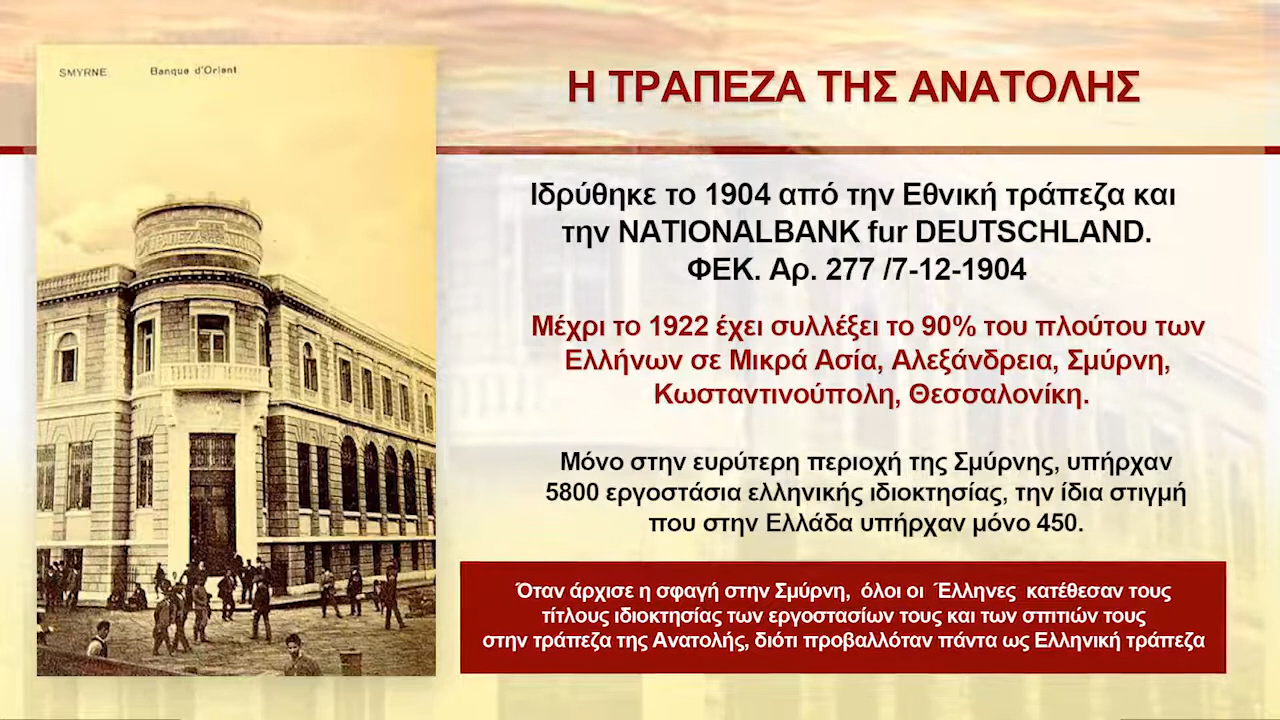 SMYRNE. Banque d'Orient
ΤΡΑΠΕΖΑ
Η ΤΡΑΠΕΖΑ ΤΗΣ ΑΝΑΤΟΛΗΣ
Ιδρύθηκε το 1904 από την Εθνική τράπεζα και
την NATIONALBANK fur DEUTSCHLAND.
ΦΕΚ. Αρ. 277 /7-12-1904
Μέχρι το 1922 έχει συλλέξει το 90% του πλούτου των
Ελλήνων σε Μικρά Ασία, Αλεξάνδρεια, Σμύρνη,
Κωσταντινούπολη, Θεσσαλονίκη.
Μόνο στην ευρύτερη περιοχή της Σμύρνης, υπήρχαν
5800 εργοστάσια ελληνικής ιδιοκτησίας, την ίδια στιγμή
που στην Ελλάδα υπήρχαν μόνο 450.
Όταν άρχισε η σφαγή στην Σμύρνη, όλοι οι Έλληνες κατέθεσαν τους
τίτλους ιδιοκτησίας των εργοστασίων τους και των σπιτιών τους
στην τράπεζα της Ανατολής, διότι προβαλλόταν πάντα ως Ελληνική τράπεζα